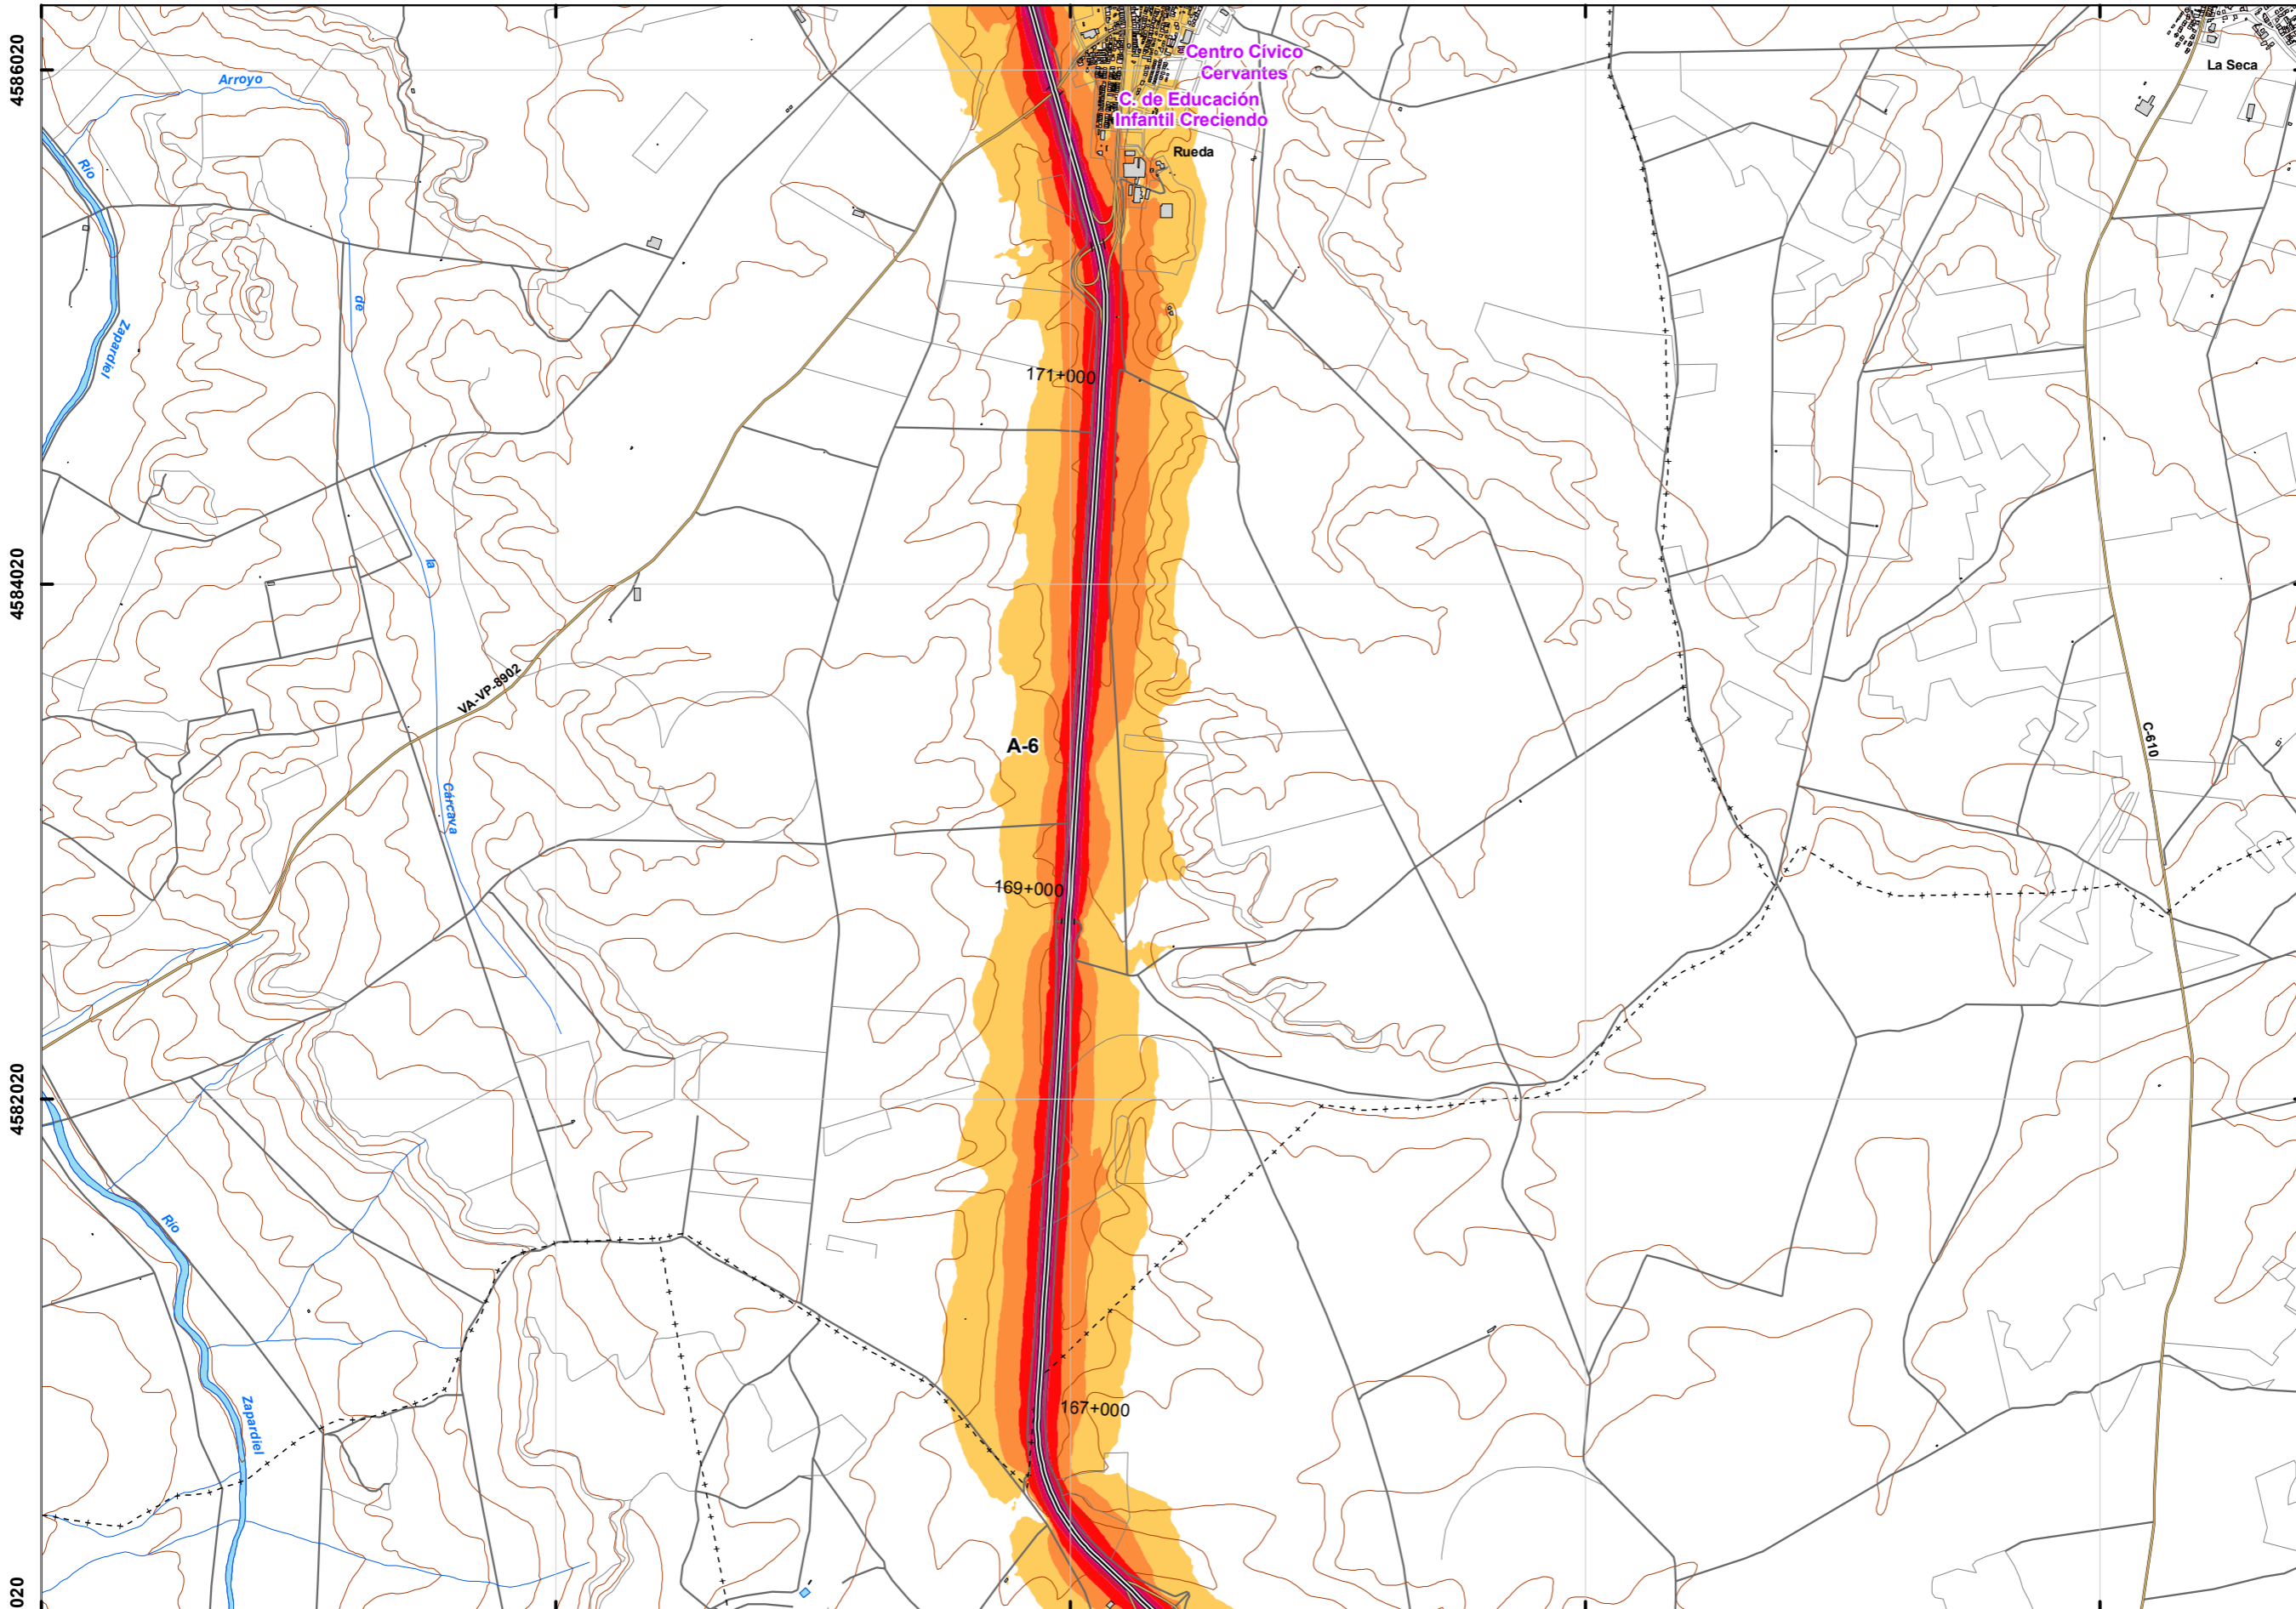 4586020
Centro Cívico
Cervantes
La Seca
Arroyo
C. de Educación
Infantil Creciendo
Rueda
Río
de
Zapardiel
171+000
4584020
la
VA-VP-8902
A-6
C-610
Cárcava
169+000
4582020
Río
Zapardiel
167+000
020